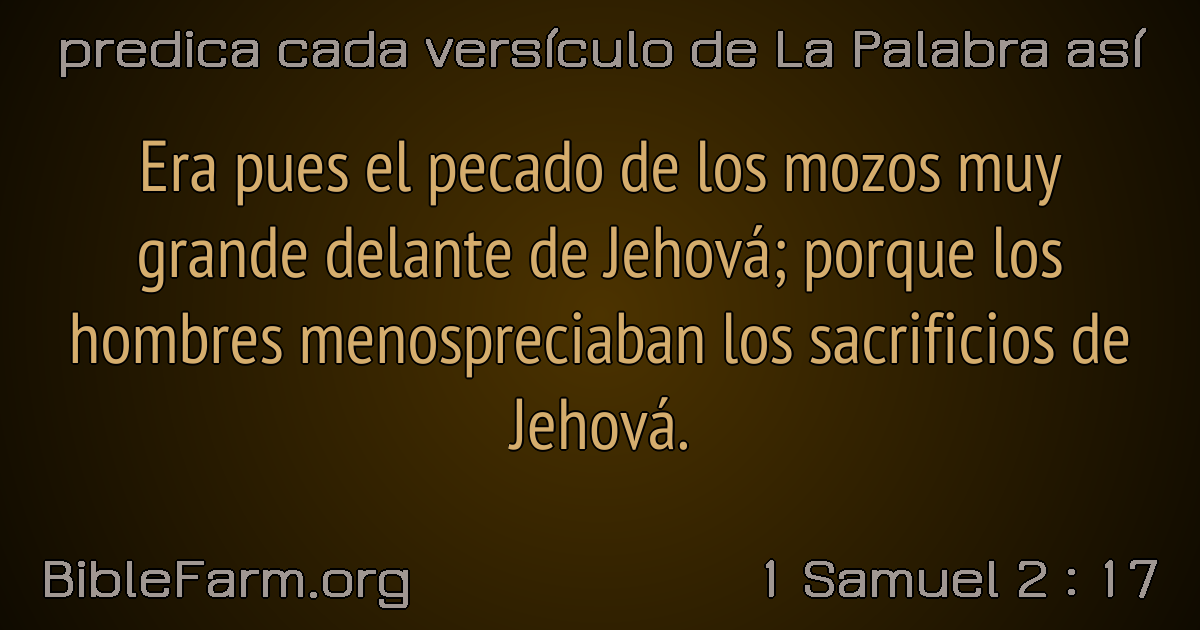 predica cada versículo de La Palabra así
Era pues el pecado de los mozos muy
grande delante de Jehová; porque los
hombres menospreciaban los sacrificios de
Jehová.
BibleFarm.org
1 Samuel 2 : 17